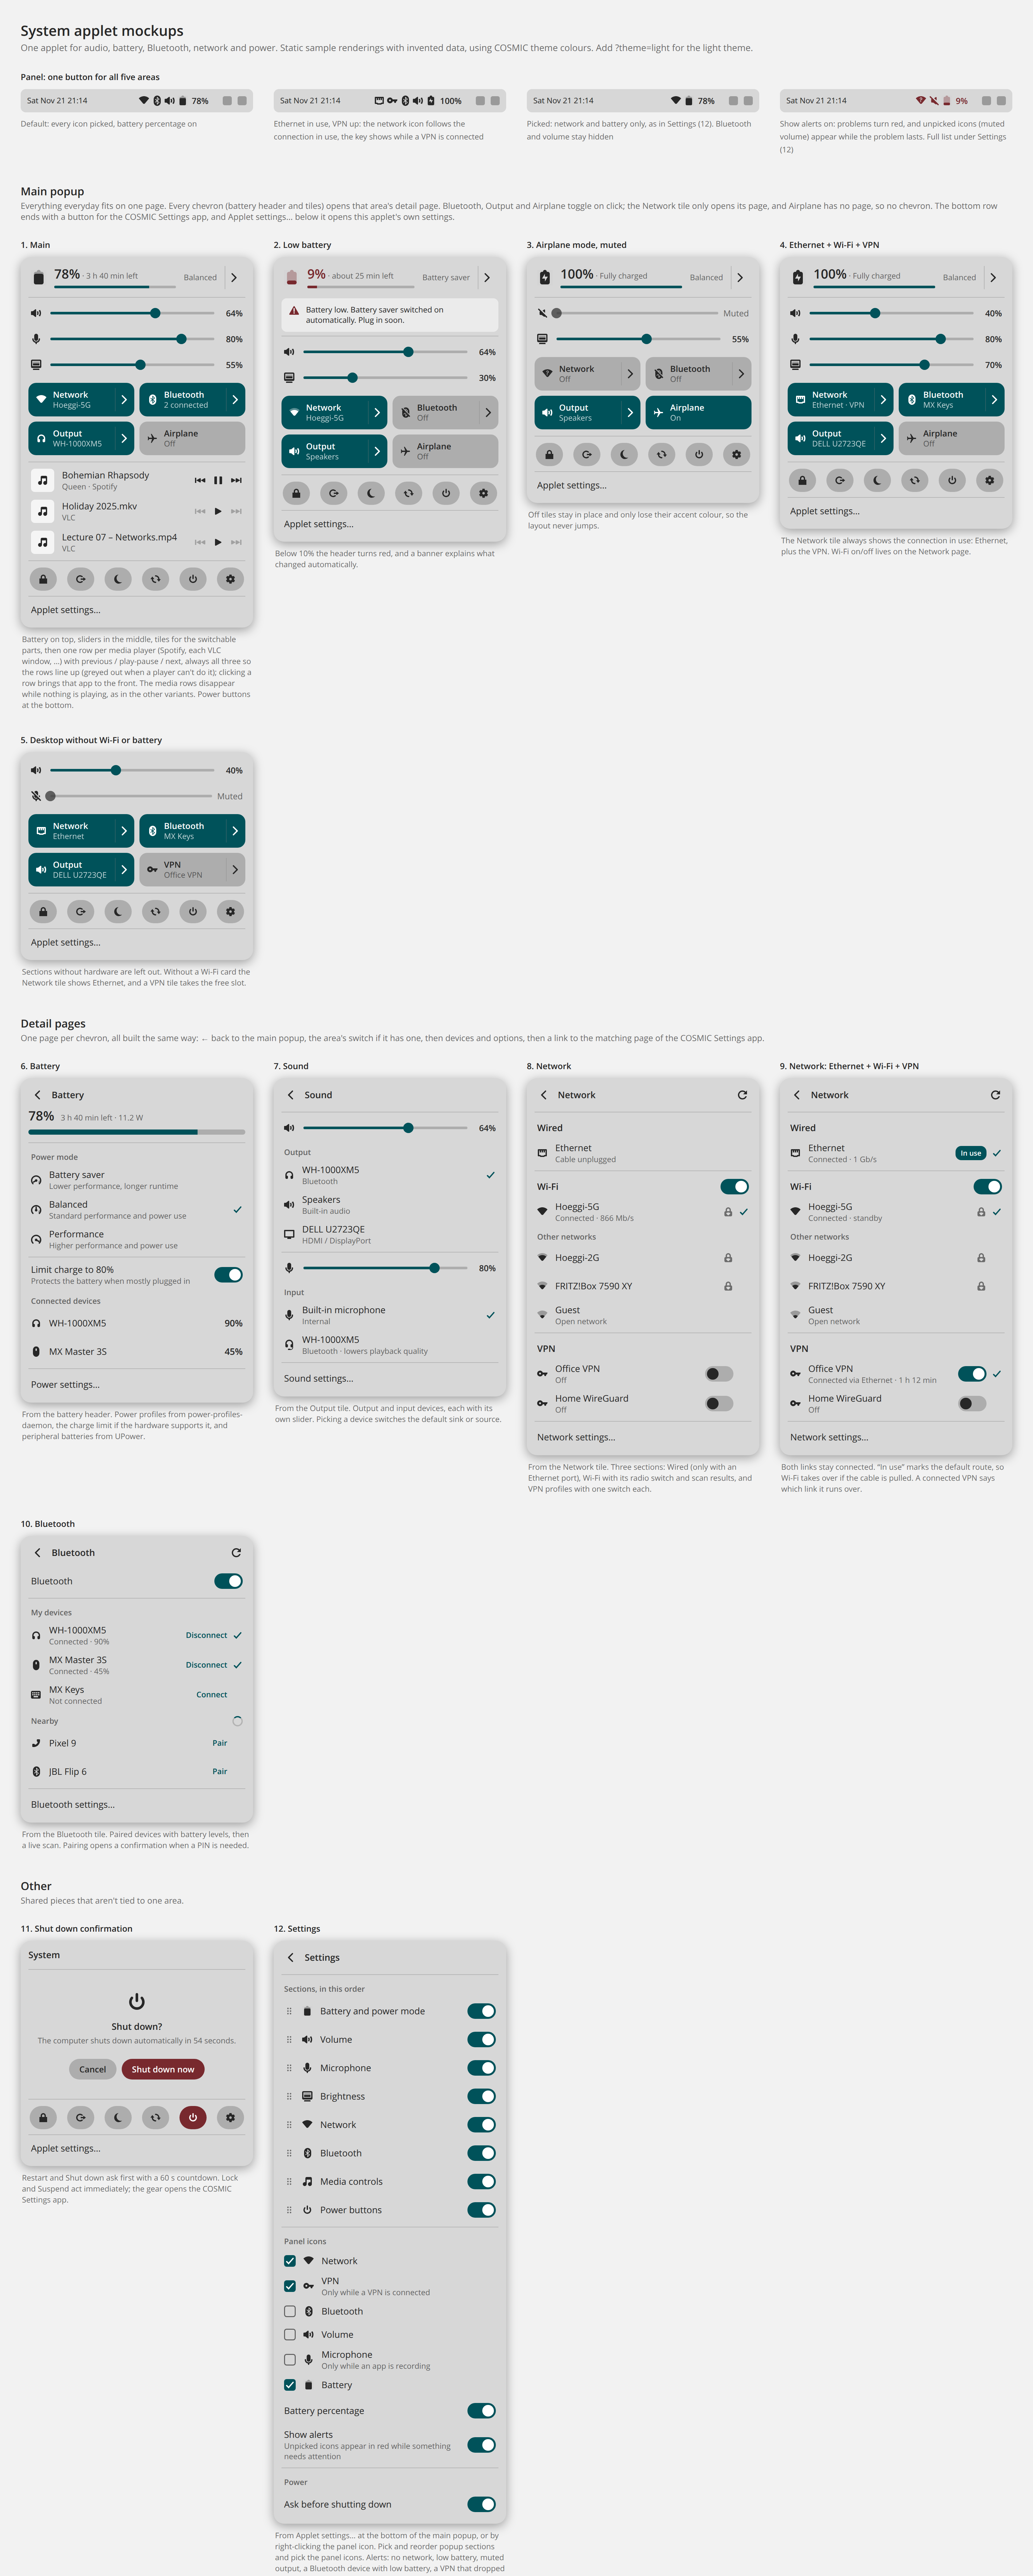 System applet mockups
One applet for audio, battery, Bluetooth, network and power. Static sample renderings with invented data, using COSMIC theme colours. Add ?theme=light for the light theme.
Panel: one button for all five areas
Sat Nov 21 21:14 78%
Default: every icon picked, battery percentage on
Sat Nov 21 21:14 100%
Ethernet in use, VPN up: the network icon follows the
connection in use, the key shows while a VPN is connected
Sat Nov 21 21:14 78%
Picked: network and battery only, as in Settings (12). Bluetooth
and volume stay hidden
Sat Nov 21 21:14 9%
Show alerts on: problems turn red, and unpicked icons (muted
volume) appear while the problem lasts. Full list under Settings
(12)
Main popup
Everything everyday fits on one page. Every chevron (battery header and tiles) opens that area's detail page. Bluetooth, Output and Airplane toggle on click; the Network tile only opens its page, and Airplane has no page, so no chevron. The bottom row
ends with a button for the COSMIC Settings app, and Applet settings... below it opens this applet's own settings.
1. Main
78% · 3 h 40 min left Balanced
64%
80%
55%
Network
Hoeggi-5G
Bluetooth
2 connected
Output
WH-1000XM5
Airplane
Off
Bohemian Rhapsody
Queen · Spotify
Holiday 2025.mkv
VLC
Lecture 07 – Networks.mp4
VLC
Applet settings...
Battery on top, sliders in the middle, tiles for the switchable
parts, then one row per media player (Spotify, each VLC
window, ...) with previous / play-pause / next, always all three so
the rows line up (greyed out when a player can't do it); clicking a
row brings that app to the front. The media rows disappear
while nothing is playing, as in the other variants. Power buttons
at the bottom.
2. Low battery
9% · about 25 min left Battery saver
Battery low. Battery saver switched on
automatically. Plug in soon.
64%
30%
Network
Hoeggi-5G
Bluetooth
Off
Output
Speakers
Airplane
Off
Applet settings...
Below 10% the header turns red, and a banner explains what
changed automatically.
3. Airplane mode, muted
100% · Fully charged Balanced
Muted
55%
Network
Off
Bluetooth
Off
Output
Speakers
Airplane
On
Applet settings...
Off tiles stay in place and only lose their accent colour, so the
layout never jumps.
4. Ethernet + Wi-Fi + VPN
100% · Fully charged Balanced
40%
80%
70%
Network
Ethernet · VPN
Bluetooth
MX Keys
Output
DELL U2723QE
Airplane
Off
Applet settings...
The Network tile always shows the connection in use: Ethernet,
plus the VPN. Wi-Fi on/off lives on the Network page.
5. Desktop without Wi-Fi or battery
40%
Muted
Network
Ethernet
Bluetooth
MX Keys
Output
DELL U2723QE
VPN
Office VPN
Applet settings...
Sections without hardware are left out. Without a Wi-Fi card the
Network tile shows Ethernet, and a VPN tile takes the free slot.
Detail pages
One page per chevron, all built the same way: ← back to the main popup, the area's switch if it has one, then devices and options, then a link to the matching page of the COSMIC Settings app.
6. Battery
Battery
78% 3 h 40 min left · 11.2 W
Power mode
Battery saver
Lower performance, longer runtime
Balanced
Standard performance and power use
Performance
Higher performance and power use
Limit charge to 80%
Protects the battery when mostly plugged in
Connected devices
WH-1000XM5 90%
MX Master 3S 45%
Power settings...
From the battery header. Power profiles from power-profiles-
daemon, the charge limit if the hardware supports it, and
peripheral batteries from UPower.
7. Sound
Sound
64%
Output
WH-1000XM5
Bluetooth
Speakers
Built-in audio
DELL U2723QE
HDMI / DisplayPort
80%
Input
Built-in microphone
Internal
WH-1000XM5
Bluetooth · lowers playback quality
Sound settings...
From the Output tile. Output and input devices, each with its
own slider. Picking a device switches the default sink or source.
8. Network
Network
Wired
Ethernet
Cable unplugged
Wi-Fi
Hoeggi-5G
Connected · 866 Mb/s
Other networks
Hoeggi-2G
FRITZ!Box 7590 XY
Guest
Open network
VPN
Office VPN
Off
Home WireGuard
Off
Network settings...
From the Network tile. Three sections: Wired (only with an
Ethernet port), Wi-Fi with its radio switch and scan results, and
VPN profiles with one switch each.
9. Network: Ethernet + Wi-Fi + VPN
Network
Wired
Ethernet
Connected · 1 Gb/s
In use
Wi-Fi
Hoeggi-5G
Connected · standby
Other networks
Hoeggi-2G
FRITZ!Box 7590 XY
Guest
Open network
VPN
Office VPN
Connected via Ethernet · 1 h 12 min
Home WireGuard
Off
Network settings...
Both links stay connected. “In use” marks the default route, so
Wi-Fi takes over if the cable is pulled. A connected VPN says
which link it runs over.
10. Bluetooth
Bluetooth
Bluetooth
My devices
WH-1000XM5
Connected · 90%
Disconnect
MX Master 3S
Connected · 45%
Disconnect
MX Keys
Not connected
Connect
Nearby
Pixel 9 Pair
JBL Flip 6 Pair
Bluetooth settings...
From the Bluetooth tile. Paired devices with battery levels, then
a live scan. Pairing opens a confirmation when a PIN is needed.
Other
Shared pieces that aren't tied to one area.
11. Shut down confirmation
System
Shut down?
The computer shuts down automatically in 54 seconds.
Cancel Shut down now
Applet settings...
Restart and Shut down ask first with a 60 s countdown. Lock
and Suspend act immediately; the gear opens the COSMIC
Settings app.
12. Settings
Settings
Sections, in this order
Battery and power mode
Volume
Microphone
Brightness
Network
Bluetooth
Media controls
Power buttons
Panel icons
Network
VPN
Only while a VPN is connected
Bluetooth
Volume
Microphone
Only while an app is recording
Battery
Battery percentage
Show alerts
Unpicked icons appear in red while something
needs attention
Power
Ask before shutting down
From Applet settings... at the bottom of the main popup, or by
right-clicking the panel icon. Pick and reorder popup sections
and pick the panel icons. Alerts: no network, low battery, muted
output, a Bluetooth device with low battery, a VPN that dropped